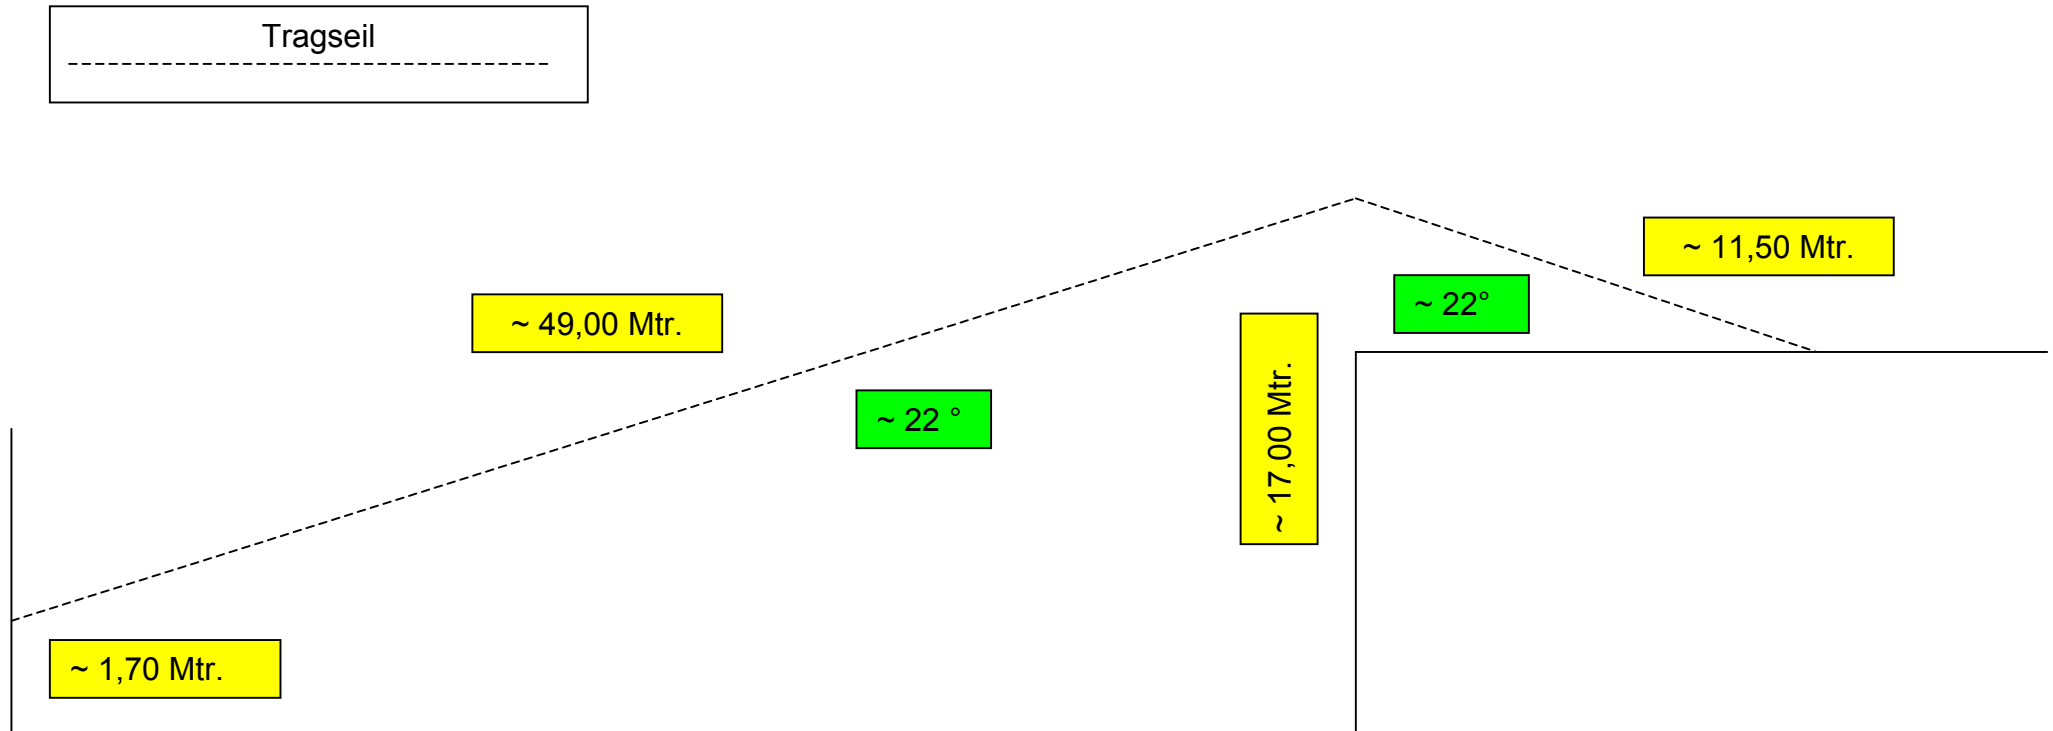 Tragseil
~ 11,50 Mtr.
~ 49,00 Mtr.
~ 22°
~ 17,00 Mtr.
~ 22 °
~ 1,70 Mtr.